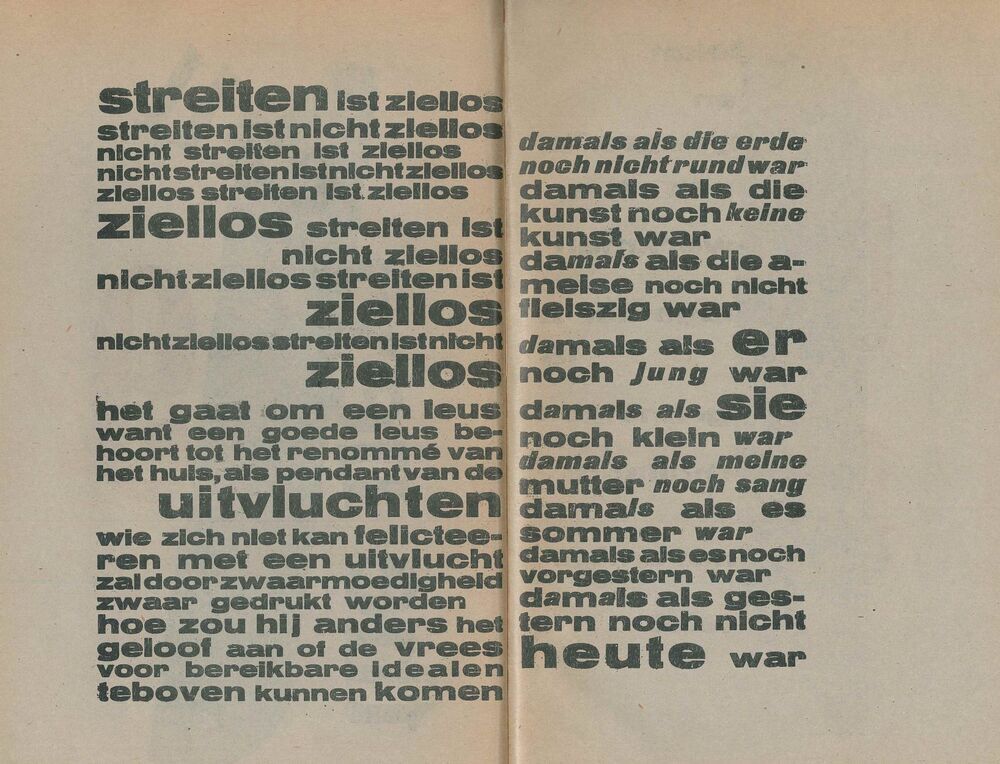 streiten ist ziellos
streiten ist nicht ziellos
nicht streiten ist ziellos
nicht streiten ist nicht ziellos
ziellos streiten ist ziellos
ziellos streiten ist
nicht ziellos
nicht ziellos streiten ist
ziellos
nicht ziellos streiten ist nicht
ziellos
het gaat om een leus
want een goede leus be-
hoort tot het renommé van
het huis, als pendant van de
uitvluchten
wie zich niet kan felictee-
ren met een uitvlucht
zal door zwaarmoedigheid
zwaar gedrukt worden
hoe zou hij anders het
geloof aan of de vrees
voor bereikbare idealen
teboven kunnen komen
damals als die erde
noch nicht rund war
damals als die
kunst noch keine
kunst war
damals als die a-
meise noch nicht
fleiszig war
damals als er
noch jung war
damals als sie
noch klein war
damals als meine
mutter noch sang
damals als es
sommer war
damals als es noch
vorgestern war
damals als ges-
tern noch nicht
heute war